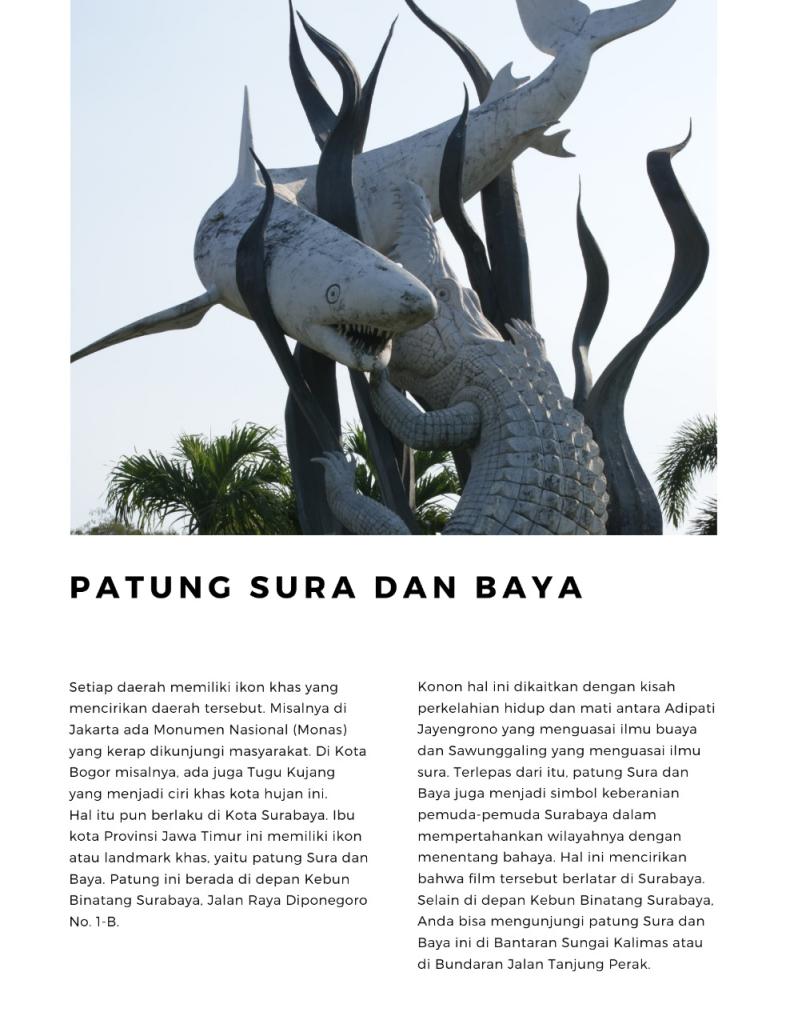 PATUNG SURA DAN BAYA
Setiap daerah memiliki ikon khas yang
mencirikan daerah tersebut. Misalnya di
Jakarta ada Monumen Nasional (Monas)
yang kerap dikunjungi masyarakat. Di Kota
Bogor misalnya, ada juga Tugu Kujang
yang menjadi ciri khas kota hujan ini.
Hal itu pun berlaku di Kota Surabaya. Ibu
kota Provinsi Jawa Timur ini memiliki ikon
atau landmark khas, yaitu patung Sura dan
Baya. Patung ini berada di depan Kebun
Binatang Surabaya, Jalan Raya Diponegoro
No. 1-B.
Konon hal ini dikaitkan dengan kisah
perkelahian hidup dan mati antara Adipati
Jayengrono yang menguasai ilmu buaya
dan Sawunggaling yang menguasai ilmu
sura. Terlepas dari itu, patung Sura dan
Baya juga menjadi simbol keberanian
pemuda-pemuda Surabaya dalam
mempertahankan wilayahnya dengan
menentang bahaya. Hal ini mencirikan
bahwa film tersebut berlatar di Surabaya.
Selain di depan Kebun Binatang Surabaya,
Anda bisa mengunjungi patung Sura dan
Baya ini di Bantaran Sungai Kalimas atau
di Bundaran Jalan Tanjung Perak.